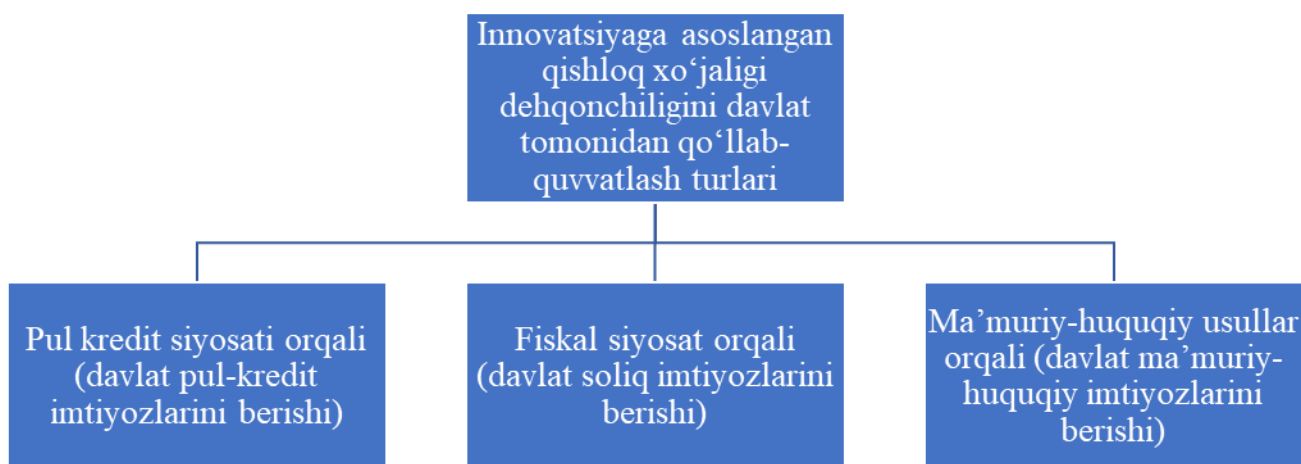 Innovatsiyaga asoslangan
qishloq xo‘jaligi
dehqonchiligini davlat
tomonidan qo‘llab-
quvvatlash turlari
Pul kredit siyosati orqali
(davlat pul-kredit
imtiyozlarini berishi)
Fiskal siyosat orqali
(davlat soliq imtiyozlarini
berishi)
Ma’muriy-huquqiy usullar
orqali (davlat ma’muriy-
huquqiy imtiyozlarini
berishi)